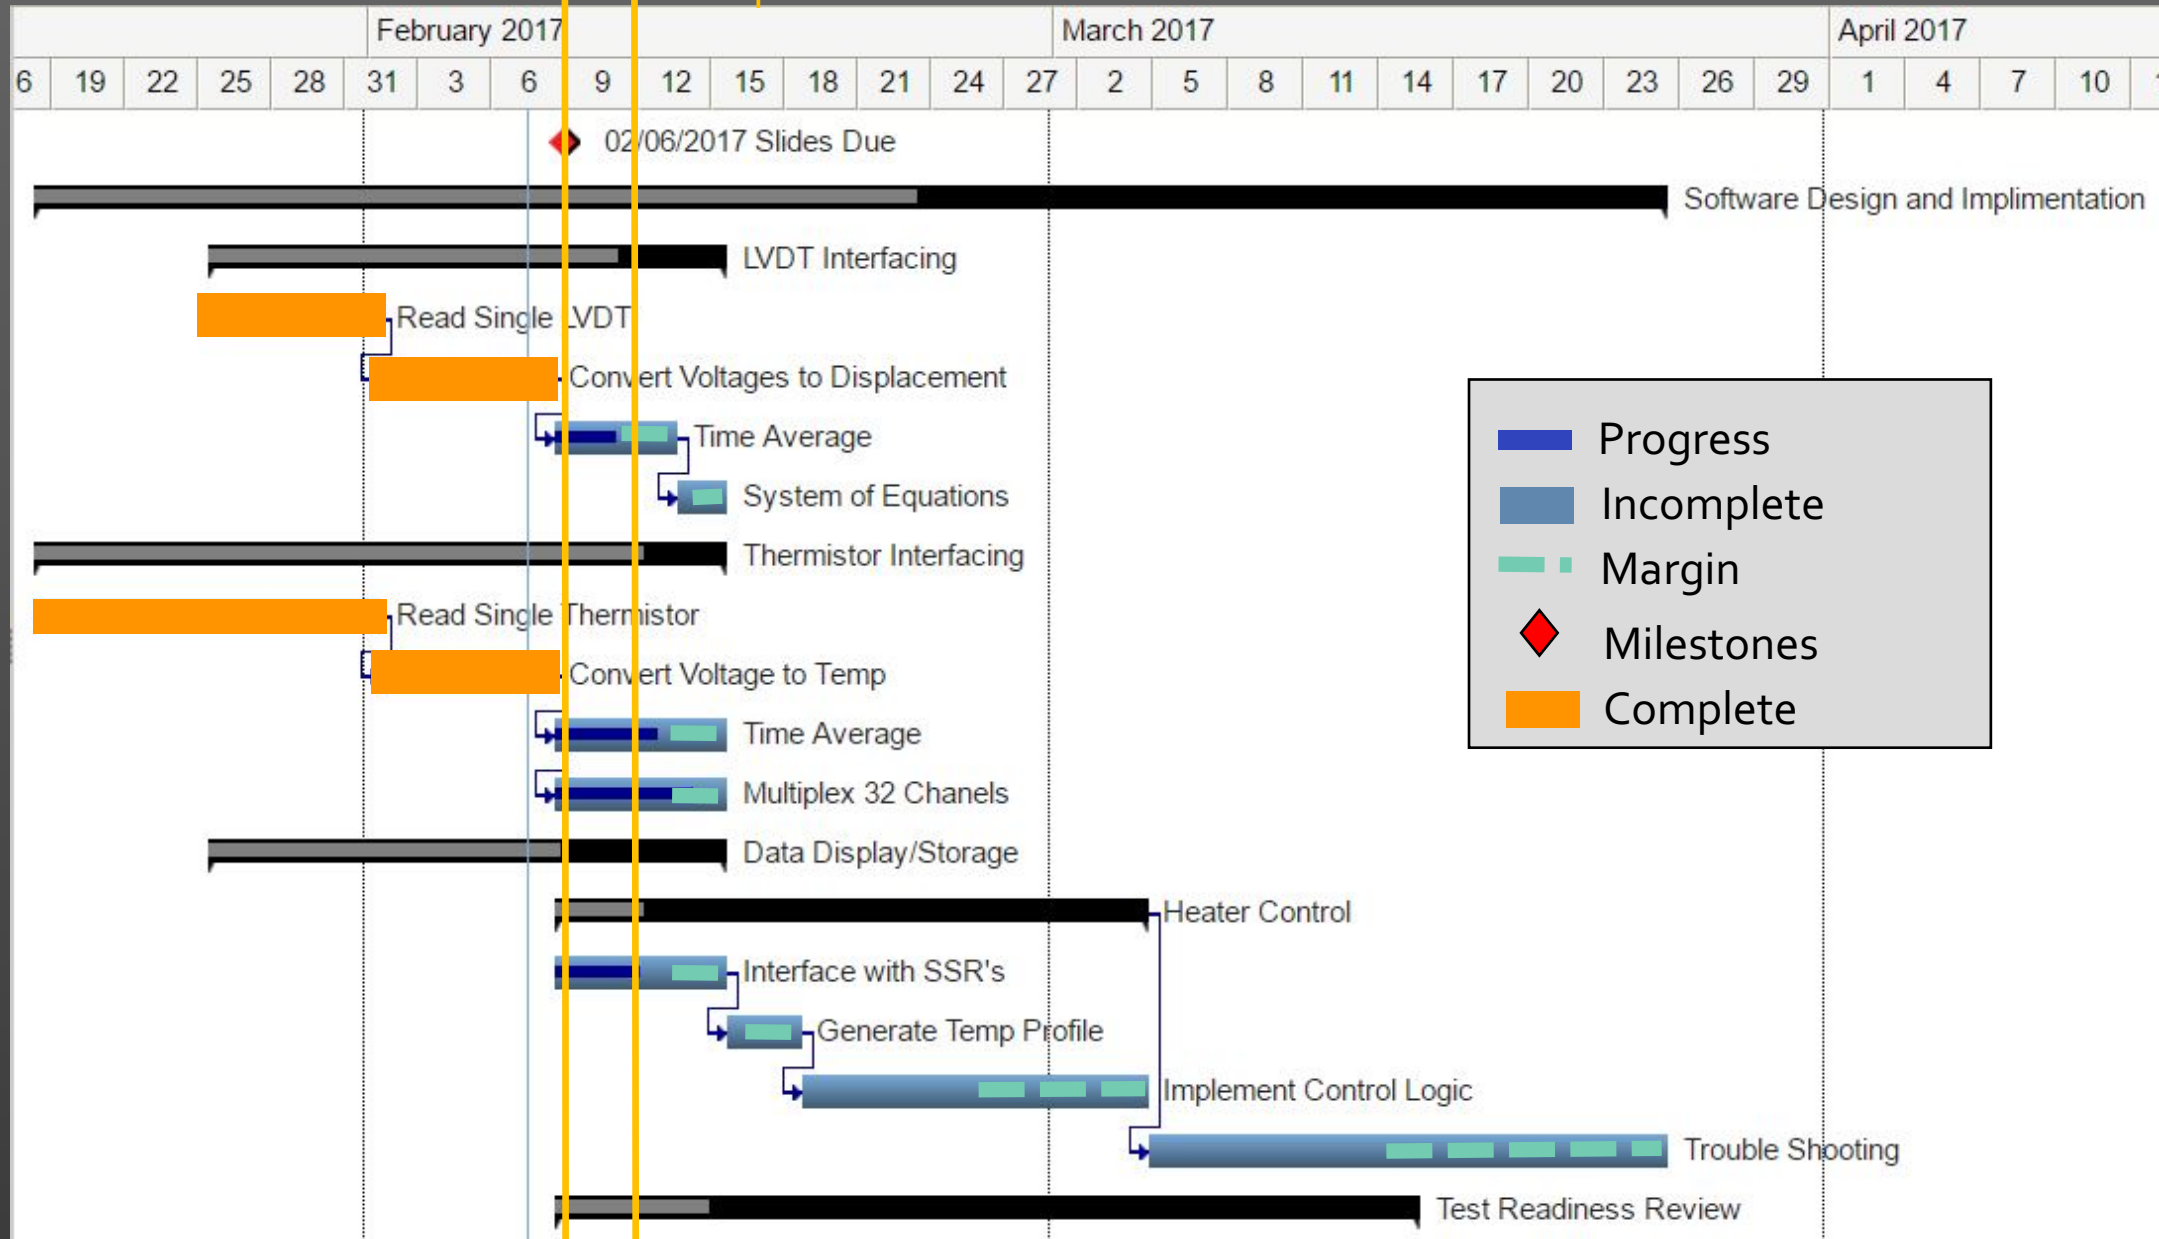 February 2017 March 2017 April 2017
6 19 22 25 28 31 3 6 9 12 15 18 21 24 27 2 5 8 11 14 17 20 23 26 29 1 4 7 10
02/06/2017 Slides Due
Software Design and Implimentation
LVDT Interfacing
Read Single LVDT
Convert Voltages to Displacement
Time Average
System of Equations
Thermistor Interfacing
Read Single Thermistor
Convert Voltage to Temp
Time Average
Multiplex 32 Chanels
Data Display/Storage
Heater Control
Interface with SSR's
Generate Temp Profile
Implement Control Logic
Trouble Shooting
Test Readiness Review
Progress
Incomplete
Margin
Milestones
Complete